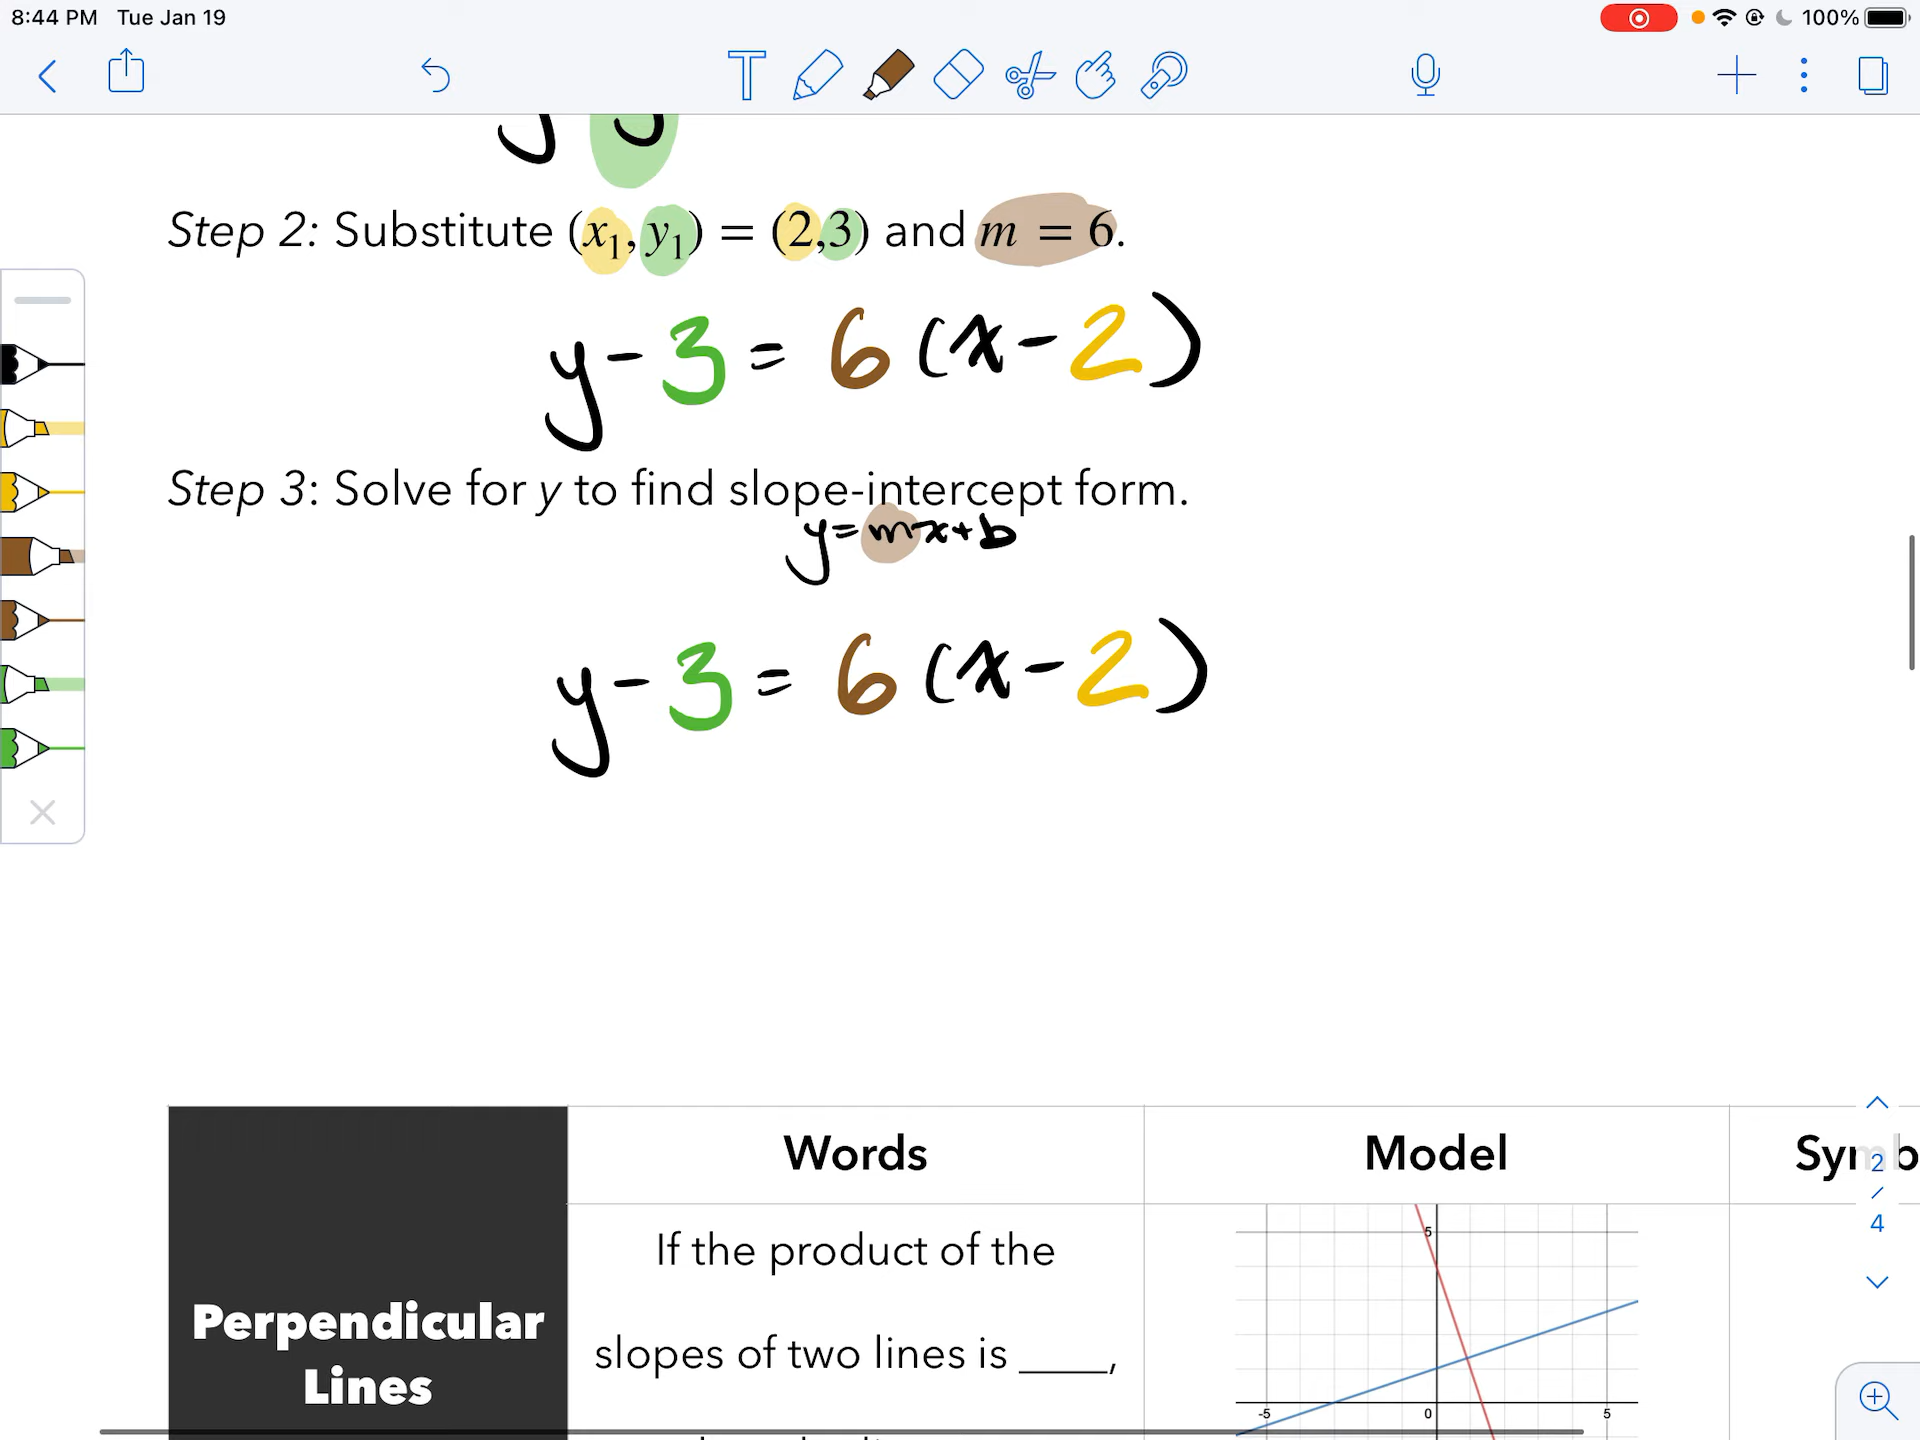 8:44 PM Tue Jan 19
100%
T
Step 2: Substitute (x₁, y₁) = (2,3) and m = 6.
y - 3 = 6 (x - 2)
Step 3: Solve for y to find slope-intercept form.
y = mx + b
y - 3 = 6 (x - 2)
Words
Model
Perpendicular
Lines
If the product of the
slopes of two lines is ____,
5
-5
0
5
2
/
4